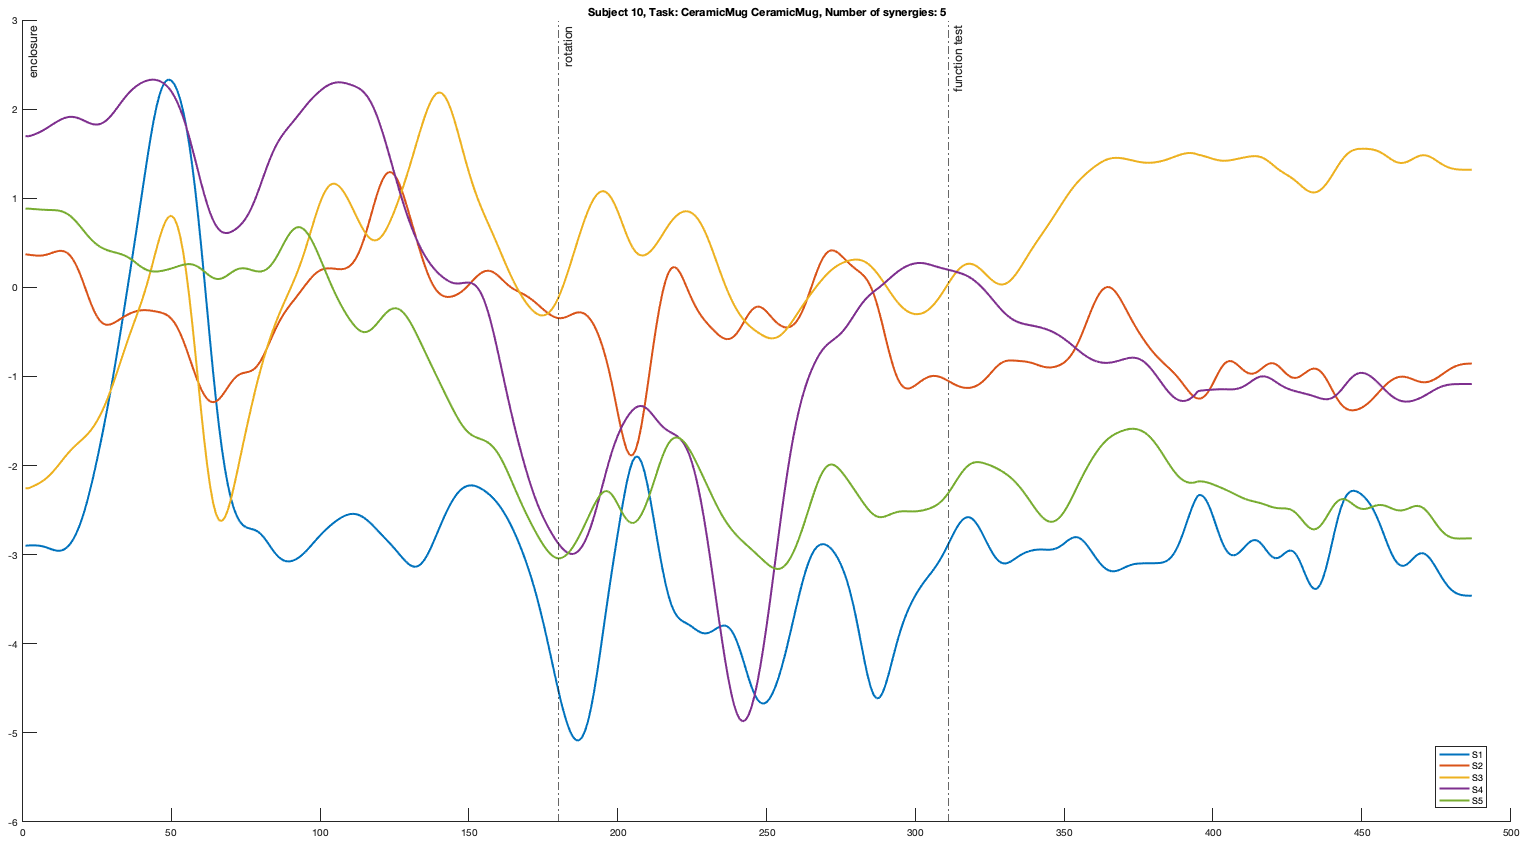 Subject 10, Task: CeramicMug CeramicMug, Number of synergies: 5
enclosure
rotation
function test
3
2
1
0
-1
-2
-3
-4
-5
-6
0 50 100 150 200 250 300 350 400 450 500
S1
S2
S3
S4
S5